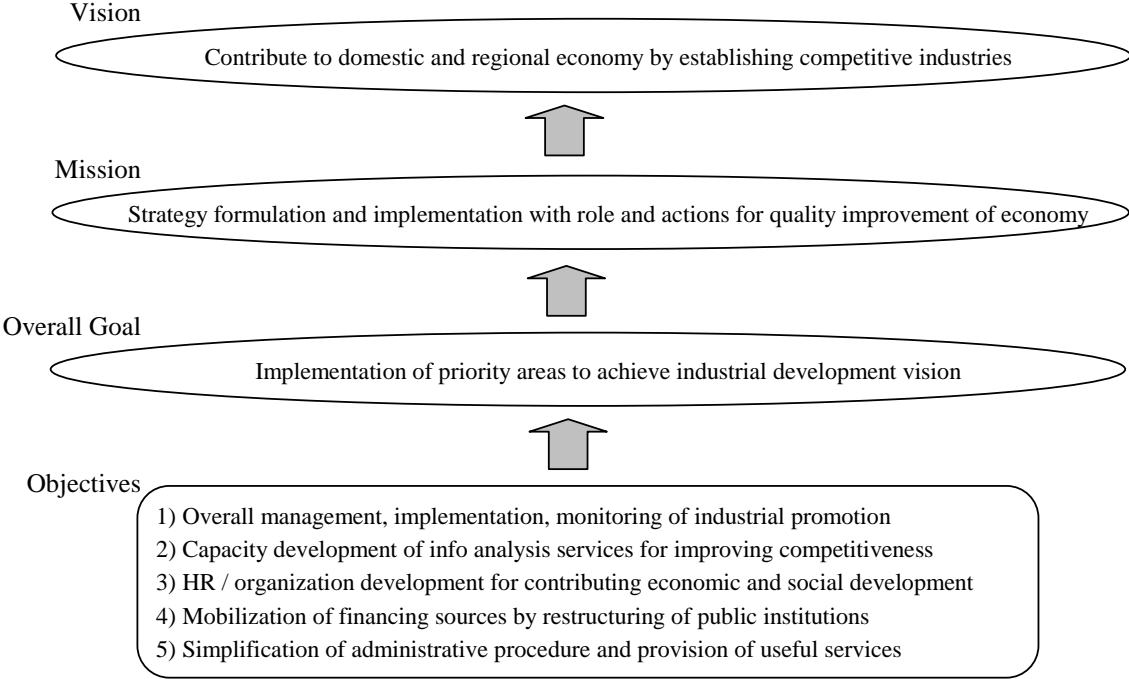 Vision
Contribute to domestic and regional economy by establishing competitive industries
Mission
Strategy formulation and implementation with role and actions for quality improvement of economy
Overall Goal
Implementation of priority areas to achieve industrial development vision
Objectives
1) Overall management, implementation, monitoring of industrial promotion
2) Capacity development of info analysis services for improving competitiveness
3) HR / organization development for contributing economic and social development
4) Mobilization of financing sources by restructuring of public institutions
5) Simplification of administrative procedure and provision of useful services